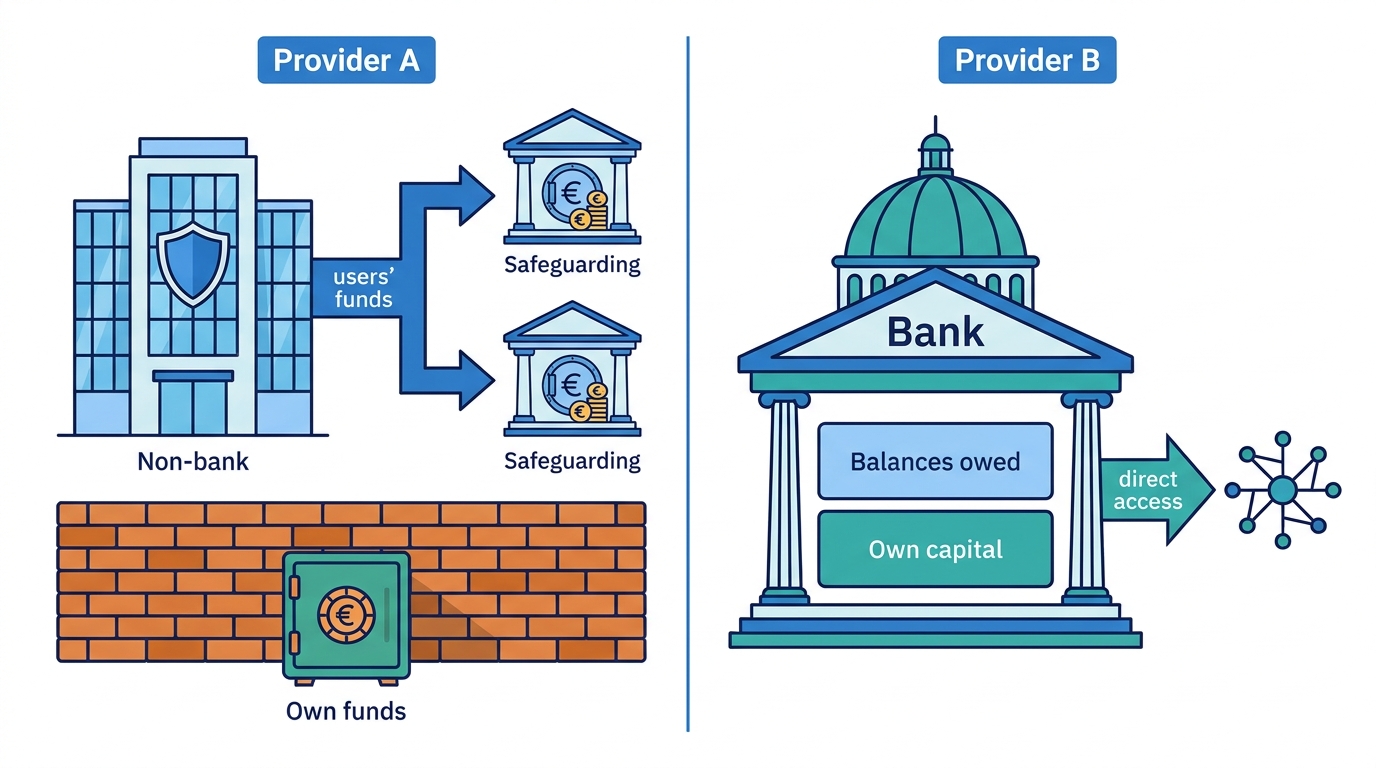 Provider A
users’
funds
Safeguarding
Safeguarding
Non-bank
€
€
€
€
€
€
€
Own funds
Provider B
Bank
Balances owed
Own capital
direct
access